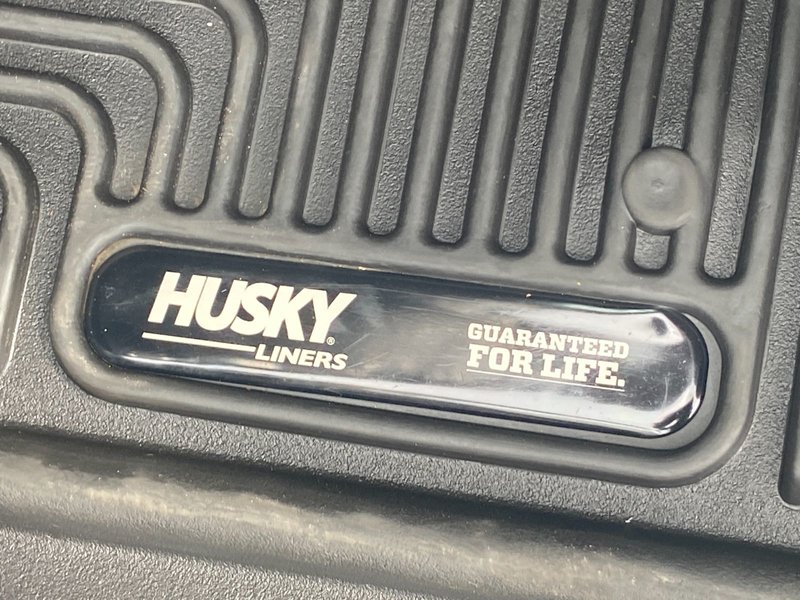 HUSKY®
LINERS
GUARANTEED
FOR LIFE.